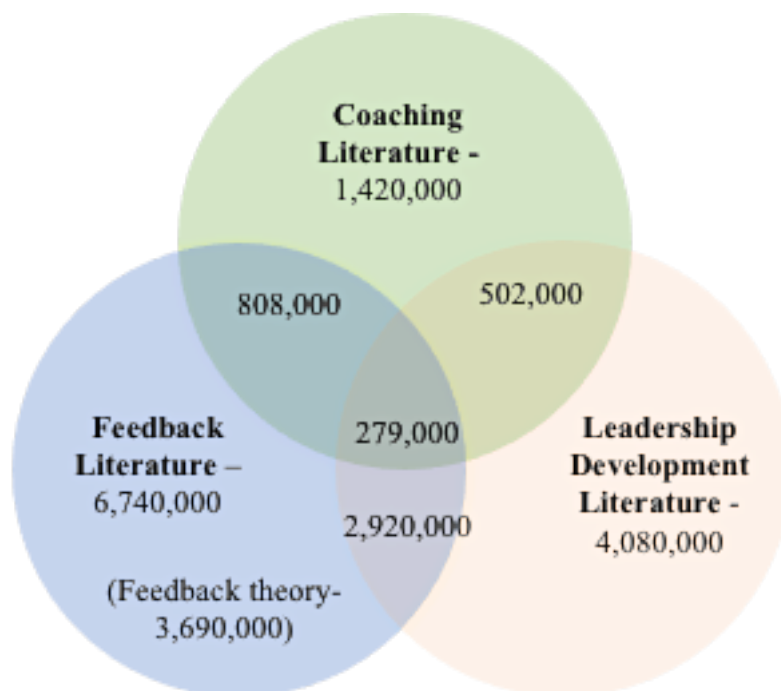 Coaching
Literature -
1,420,000
808,000
502,000
279,000
Feedback
Literature –
6,740,000
Leadership
Development
Literature -
4,080,000
2,920,000
(Feedback theory-
3,690,000)